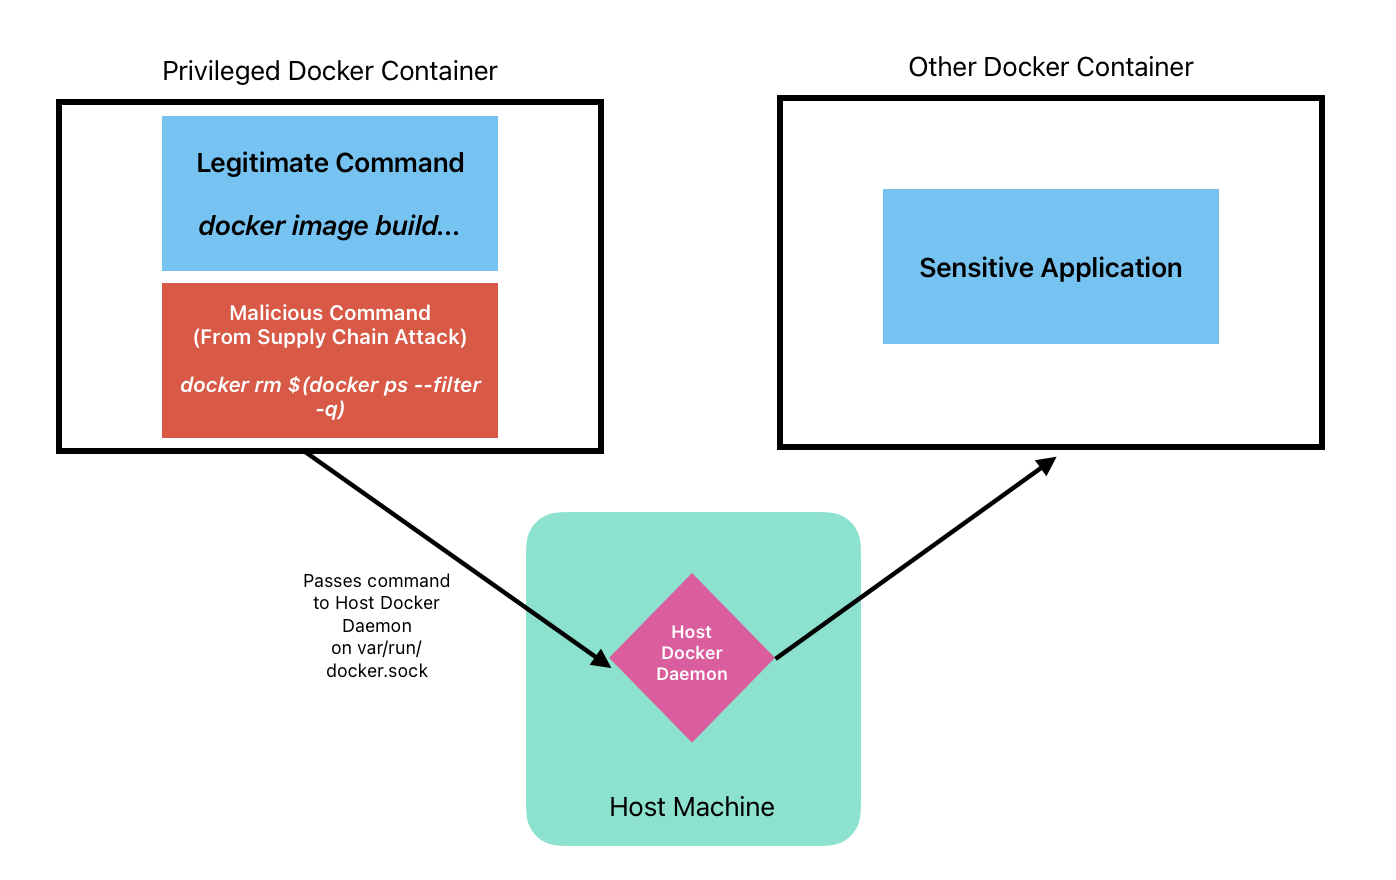 Privileged Docker Container
Other Docker Container
Legitimate Command
docker image build...
Malicious Command
(From Supply Chain Attack)
docker rm $(docker ps --filter
-q)
Sensitive Application
Passes command
to Host Docker
Daemon
on var/run/
docker.sock
Host
Docker
Daemon
Host Machine